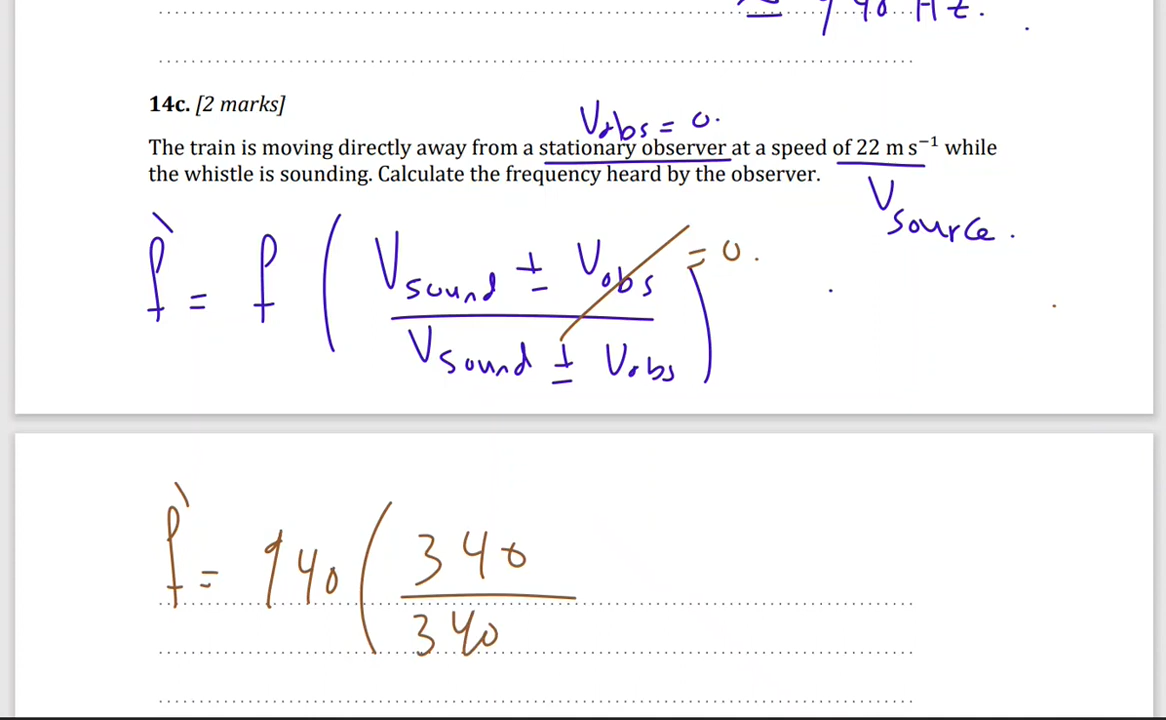 = 940 Hz.
14c. [2 marks]
Vobs = 0.
The train is moving directly away from a stationary observer at a speed of 22 m s⁻¹ while
the whistle is sounding. Calculate the frequency heard by the observer.
Vsource.
f` = f ( Vsound ± Vobs = 0.
Vsound ± Vobs )
f` = 940 ( 340
340